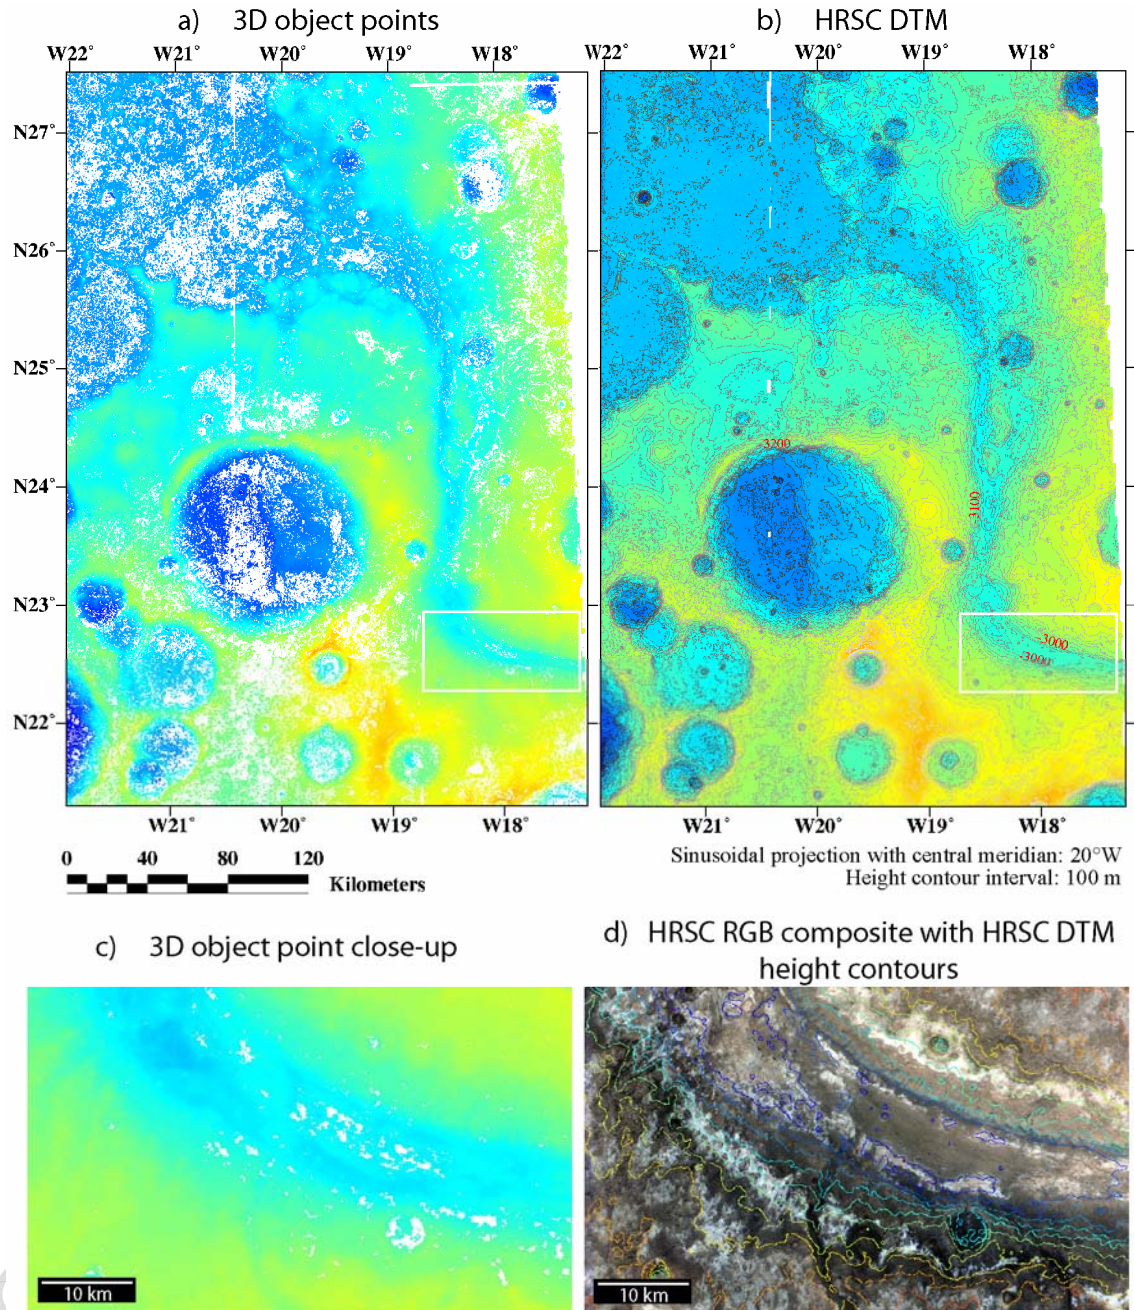 a) 3D object points
b) HRSC DTM
W22° W21° W20° W19° W18°
W22° W21° W20° W19° W18°
N27°
N26°
N25°
N24°
N23°
N22°
-3200
3100
-3000
-3000
W21° W20° W19° W18°
W21° W20° W19° W18°
0 40 80 120
Kilometers
Sinusoidal projection with central meridian: 20°W
Height contour interval: 100 m
c) 3D object point close-up
d) HRSC RGB composite with HRSC DTM
height contours
10 km
10 km